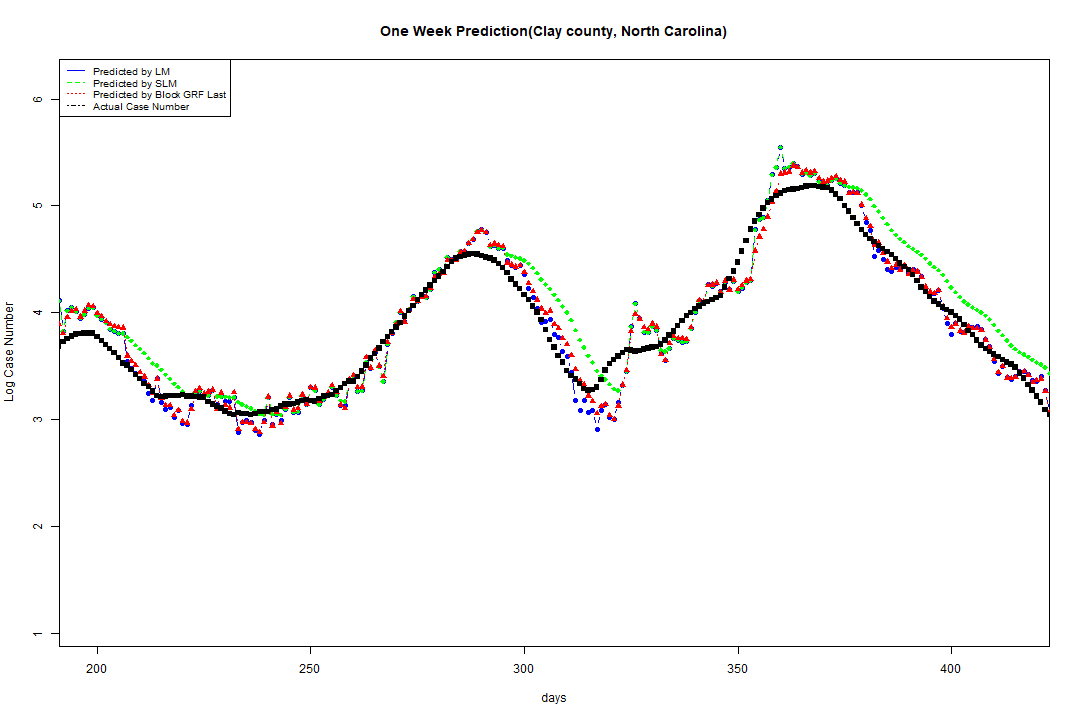 One Week Prediction(Clay county, North Carolina)
Predicted by LM
Predicted by SLM
Predicted by Block GRF Last
Actual Case Number
Log Case Number
6
5
4
3
2
1
200
250
300
350
400
days